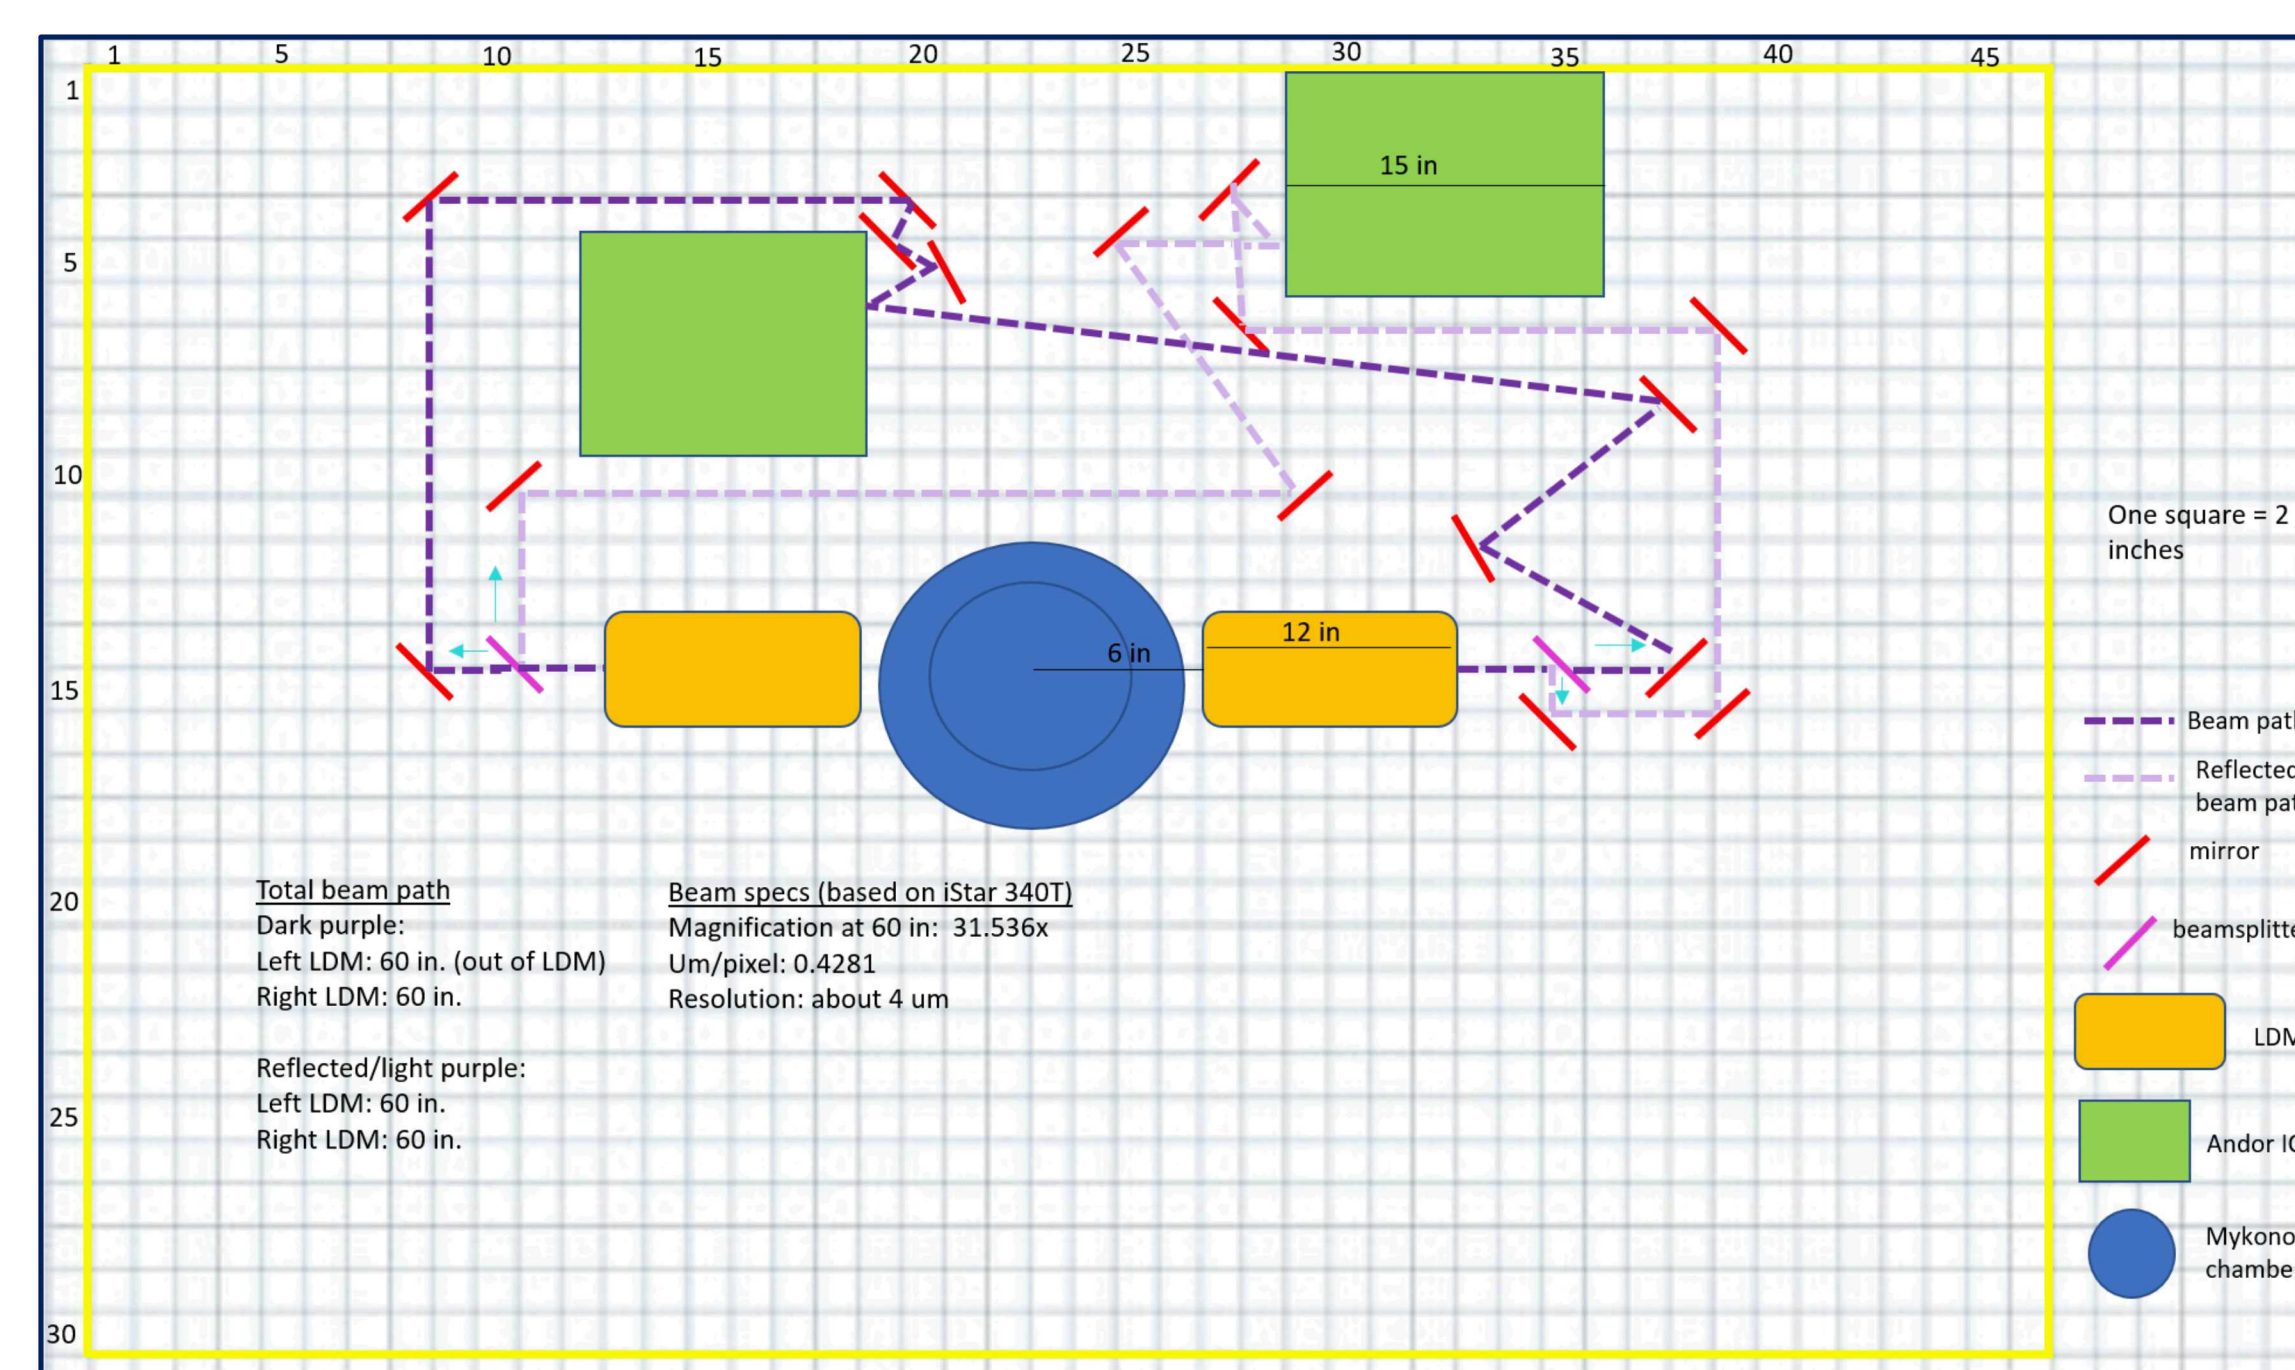 1 5 10 15 20 25 30 35 40 45
1
5
10
15
20
25
30
15 in
12 in
6 in
Total beam path
Dark purple:
Left LDM: 60 in. (out of LDM)
Right LDM: 60 in.
Reflected/light purple:
Left LDM: 60 in.
Right LDM: 60 in.
Beam specs (based on iStar 340T)
Magnification at 60 in:  31.536x
Um/pixel: 0.4281
Resolution: about 4 um
One square = 2
inches
Beam pat
Reflected
beam pa
mirror
beamsplitte
LDM
Andor I
Mykono
chambe